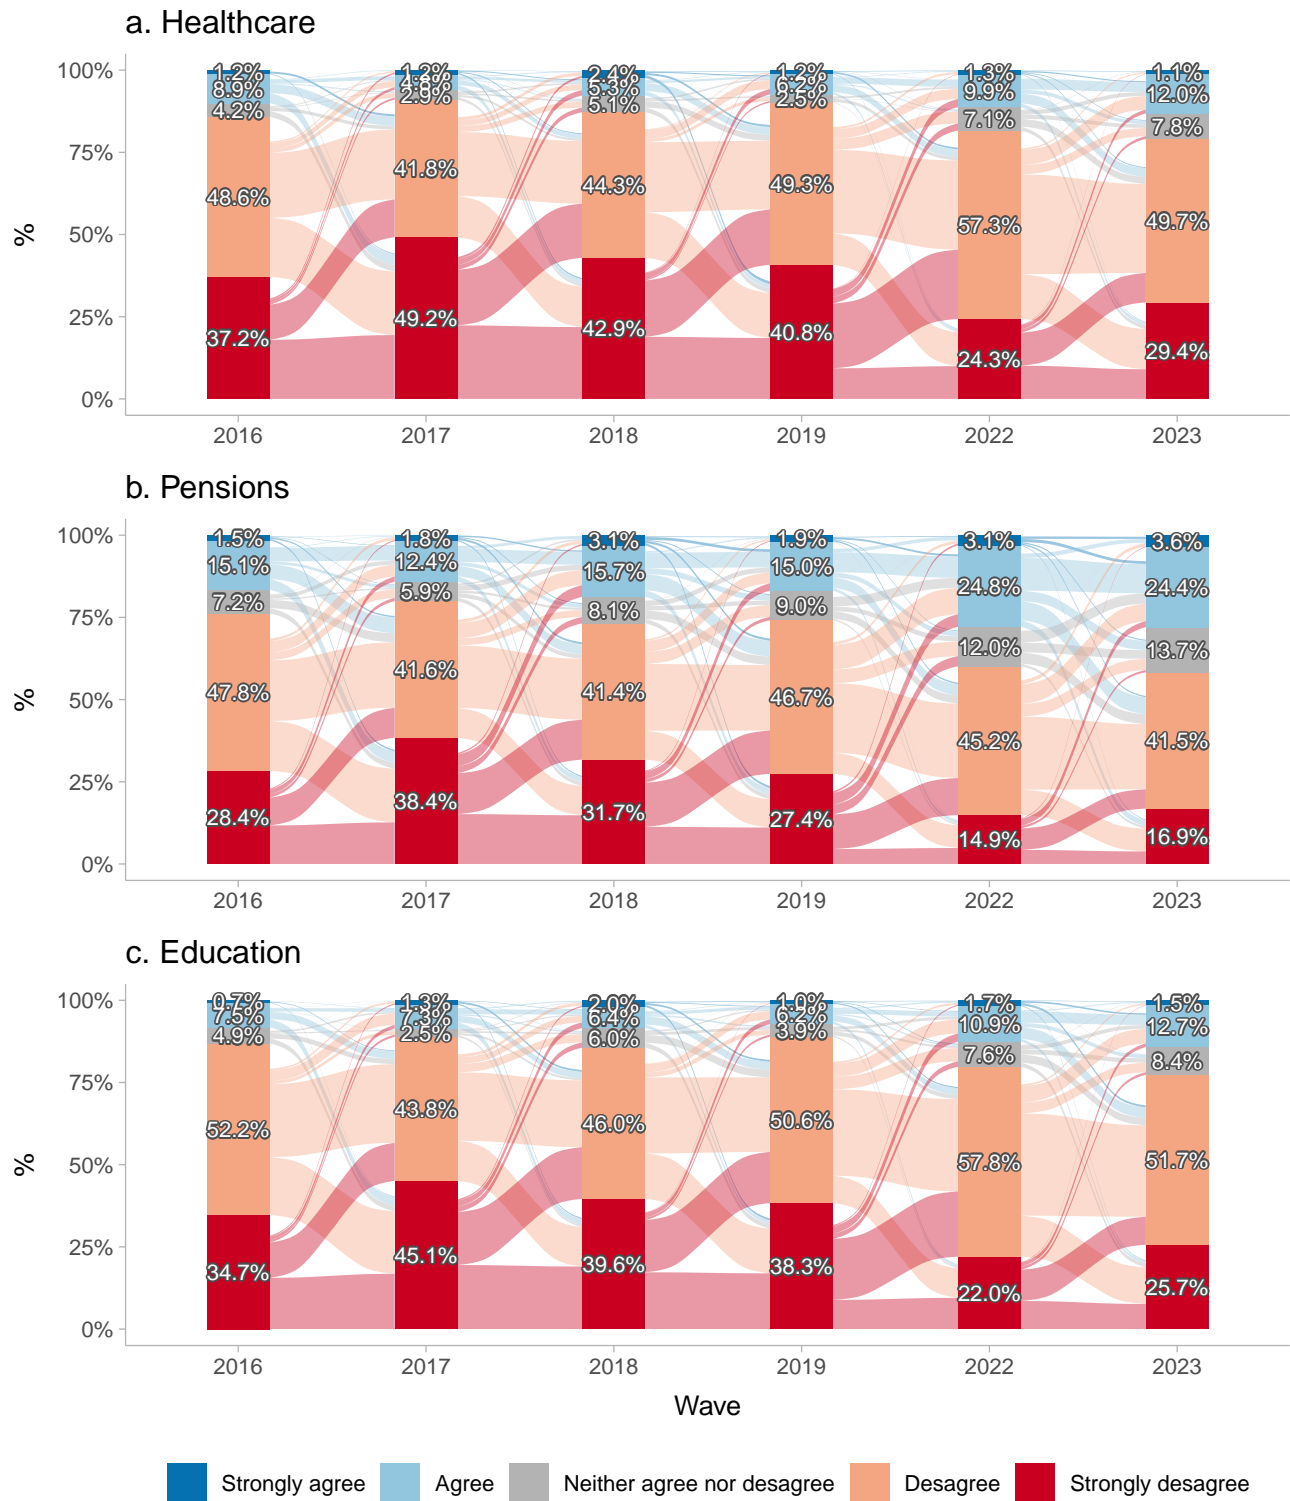 a. Healthcare
100%
75%
50%
25%
0%
%
1.2% 1.2% 2.4% 1.2% 1.3% 1.1%
8.9% 4.8% 5.3% 6.2% 9.9% 12.0%
4.2% 2.9% 5.1% 2.5% 7.1% 7.8%
48.6% 41.8% 44.3% 49.3% 57.3% 49.7%
37.2% 49.2% 42.9% 40.8% 24.3% 29.4%
2016 2017 2018 2019 2022 2023
b. Pensions
100%
75%
50%
25%
0%
%
1.5% 1.8% 3.1% 1.9% 3.1% 3.6%
15.1% 12.4% 15.7% 15.0% 24.8% 24.4%
7.2% 5.9% 8.1% 9.0% 12.0% 13.7%
47.8% 41.6% 41.4% 46.7% 45.2% 41.5%
28.4% 38.4% 31.7% 27.4% 14.9% 16.9%
2016 2017 2018 2019 2022 2023
c. Education
100%
75%
50%
25%
0%
%
0.7% 1.3% 2.0% 1.0% 1.7% 1.5%
7.5% 7.3% 6.4% 6.2% 10.9% 12.7%
4.9% 2.5% 6.0% 3.9% 7.6% 8.4%
52.2% 43.8% 46.0% 50.6% 57.8% 51.7%
34.7% 45.1% 39.6% 38.3% 22.0% 25.7%
2016 2017 2018 2019 2022 2023
Wave
Strongly agree Agree Neither agree nor desagree Desagree Strongly desagree